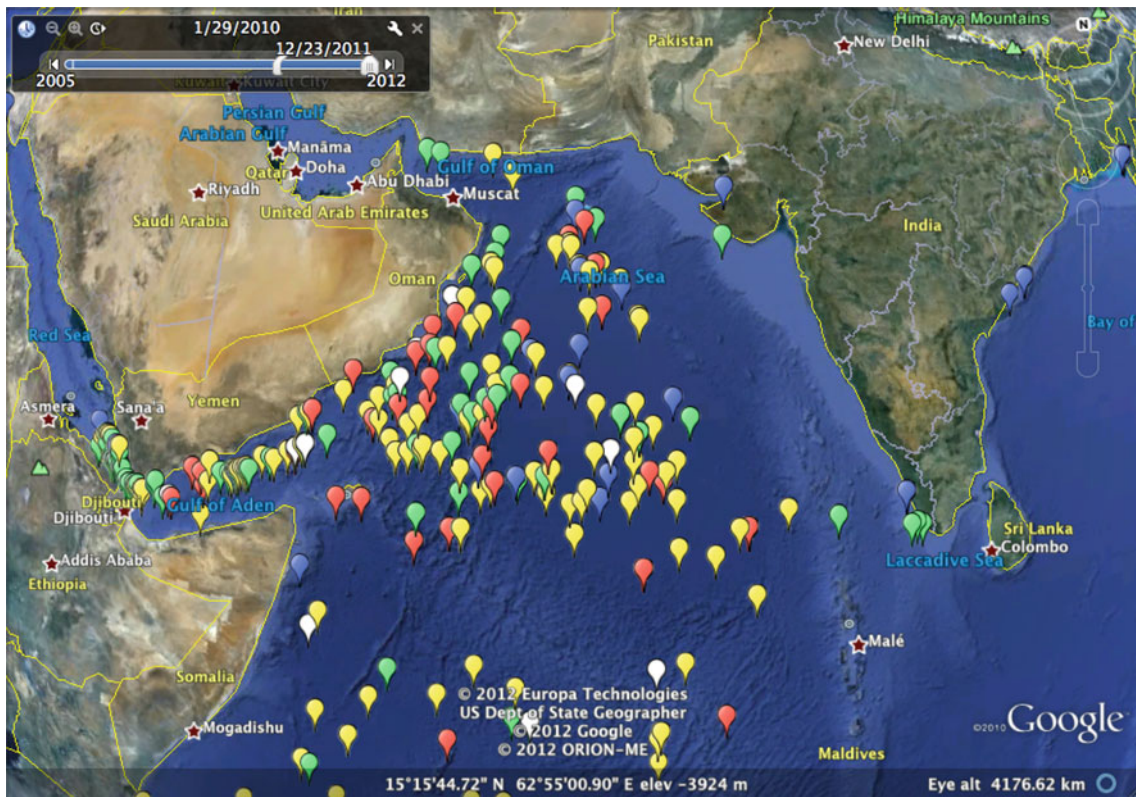 1/29/2010
12/23/2011
2005
2012
Iran
Himalaya Mountains
N
Pakistan
New Delhi
Kuwait
Kuwait City
Persian Gulf
Arabian Gulf
Manāma
Qatar
Doha
Gulf of Oman
Abu Dhabi
Riyadh
Muscat
Saudi Arabia
United Arab Emirates
India
Oman
Arabian Sea
Red Sea
Bay of
Yemen
Asmera
Sana'a
Djibouti
Djibouti
Gulf of Aden
Sri Lanka
Colombo
Addis Ababa
Laccadive Sea
Ethiopia
Malé
Somalia
© 2012 Europa Technologies
US Dept of State Geographer
© 2012 Google
© 2012 ORION-ME
Mogadishu
©2010 Google
Maldives
15°15'44.72" N 62°55'00.90" E elev -3924 m
Eye alt 4176.62 km